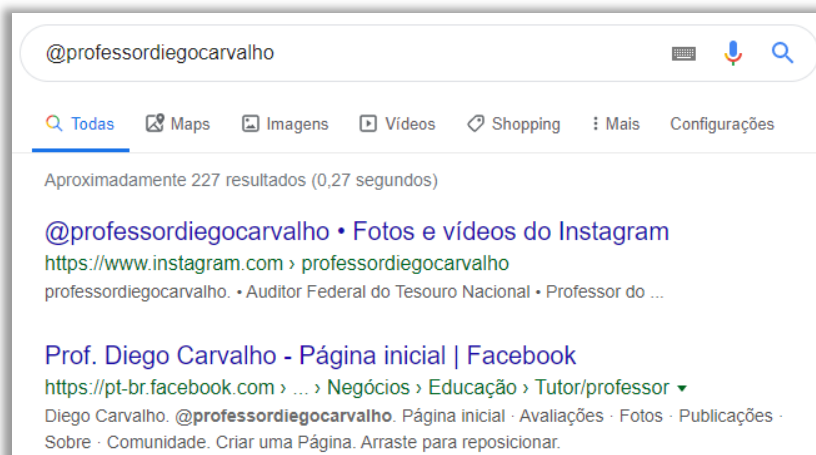 @professordiegocarvalho
Todas Maps Imagens Vídeos Shopping Mais Configurações
Aproximadamente 227 resultados (0,27 segundos)
@professordiegocarvalho • Fotos e vídeos do Instagram
https://www.instagram.com › professordiegocarvalho
professordiegocarvalho. • Auditor Federal do Tesouro Nacional • Professor do ...
Prof. Diego Carvalho - Página inicial | Facebook
https://pt-br.facebook.com › ... › Negócios › Educação › Tutor/professor
Diego Carvalho. @professordiegocarvalho. Página inicial · Avaliações · Fotos · Publicações ·
Sobre · Comunidade. Criar uma Página. Arraste para reposicionar.